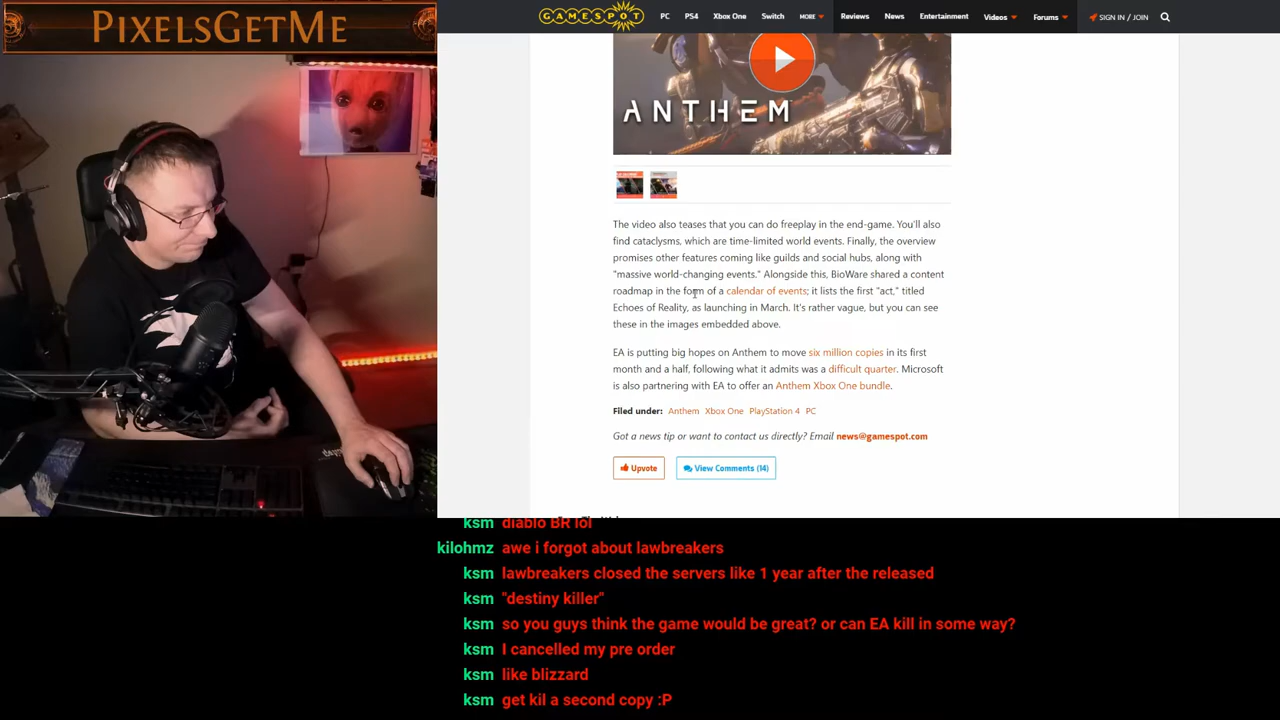 PIXELSGETME
GAMESPOT PC PS4 Xbox One Switch MORE Reviews News Entertainment Videos Forums SIGN IN / JOIN
ANTHEM
The video also teases that you can do freeplay in the end-game. You'll also
find cataclysms, which are time-limited world events. Finally, the overview
promises other features coming like guilds and social hubs, along with
"massive world-changing events." Alongside this, BioWare shared a content
roadmap in the form of a calendar of events; it lists the first "act," titled
Echoes of Reality, as launching in March. It's rather vague, but you can see
these in the images embedded above.
EA is putting big hopes on Anthem to move six million copies in its first
month and a half, following what it admits was a difficult quarter. Microsoft
is also partnering with EA to offer an Anthem Xbox One bundle.
Filed under: Anthem Xbox One PlayStation 4 PC
Got a news tip or want to contact us directly? Email news@gamespot.com
Upvote View Comments (14)
ksm diablo BR lol
kilohmz awe i forgot about lawbreakers
ksm lawbreakers closed the servers like 1 year after the released
ksm "destiny killer"
ksm so you guys think the game would be great? or can EA kill in some way?
ksm I cancelled my pre order
ksm like blizzard
ksm get kil a second copy :P